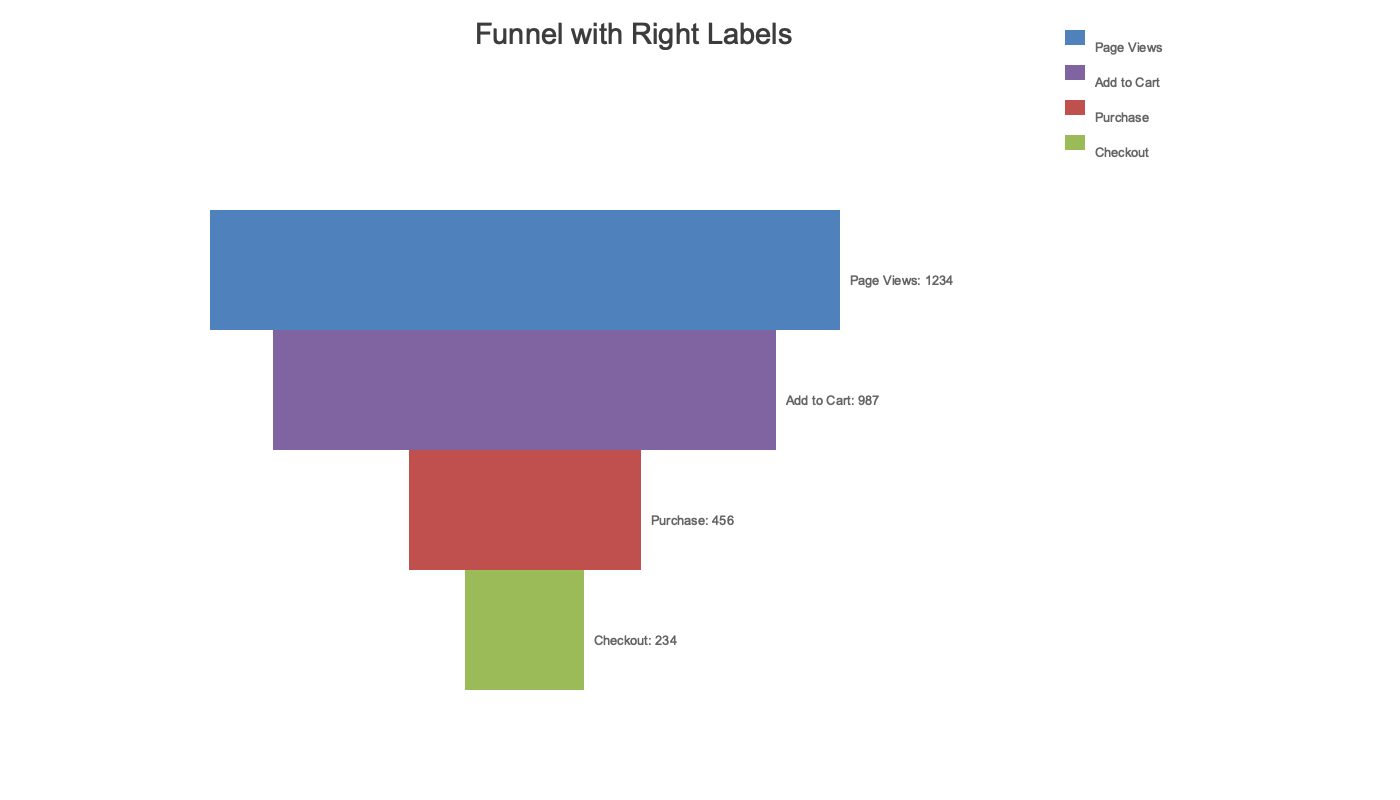 Funnel with Right Labels
Page Views
Add to Cart
Purchase
Checkout
Page Views: 1234
Add to Cart: 987
Purchase: 456
Checkout: 234